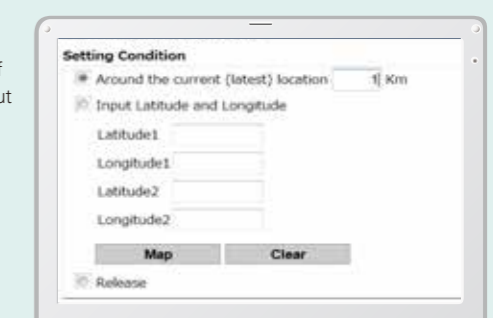 Setting Condition
Around the current (latest) location 1 Km
Input Latitude and Longitude
Latitude1
Longitude1
Latitude2
Longitude2
Map Clear
Release